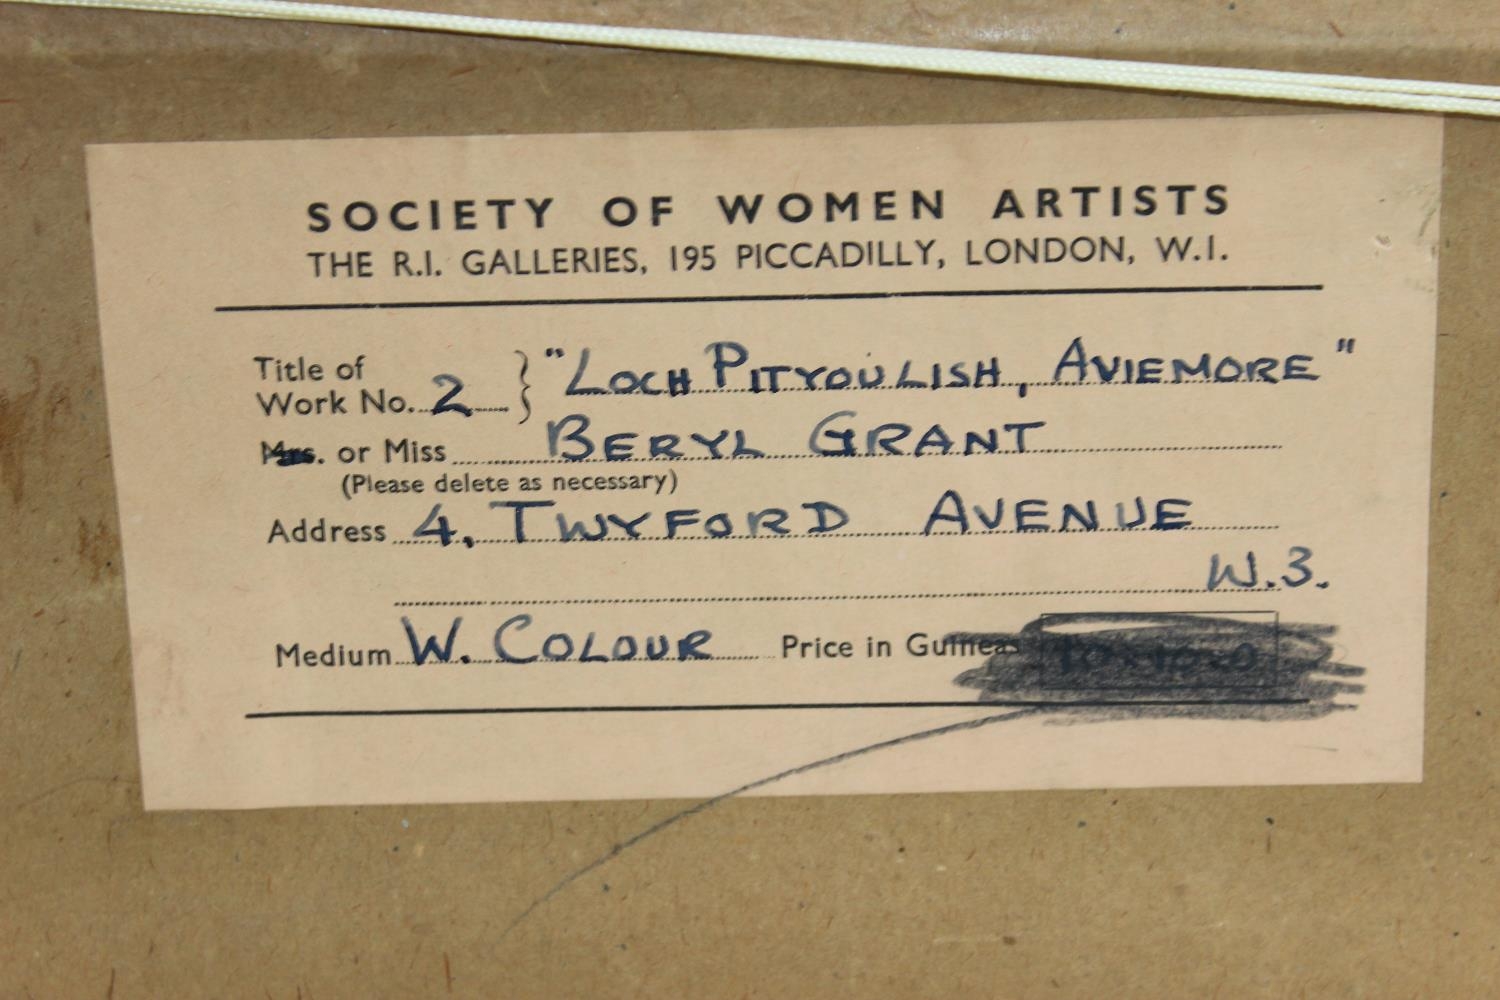 SOCIETY OF WOMEN ARTISTS
THE R.I. GALLERIES, 195 PICCADILLY, LONDON, W.I.
Title of
Work No. 2 } "LOCH PITYOULISH, AVIEMORE"
Mrs. or Miss BERYL GRANT
(Please delete as necessary)
Address 4, TWYFORD AVENUE
W.3.
Medium W. COLOUR Price in Guineas